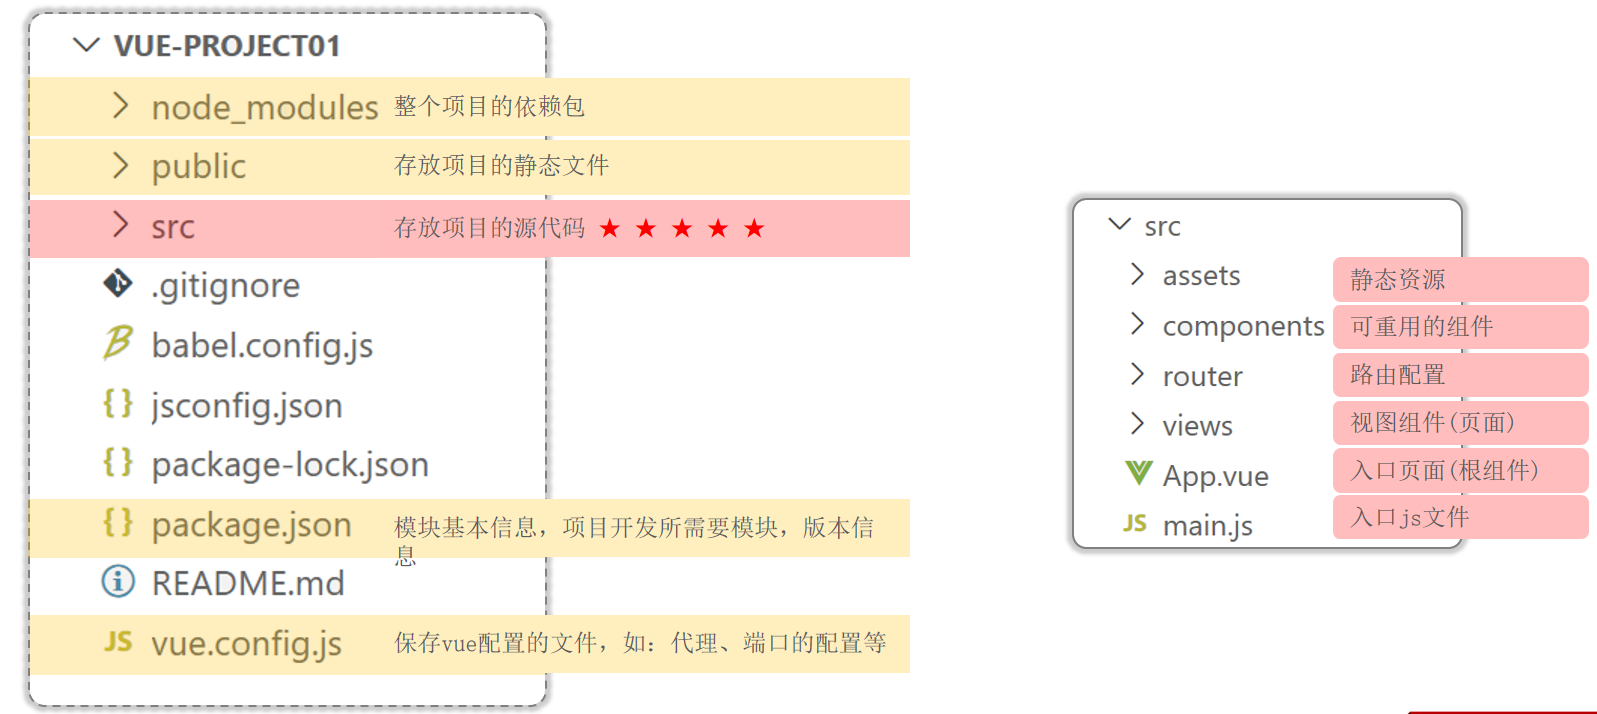 VUE-PROJECT01
node_modules 整个项目的依赖包
public 存放项目的静态文件
src 存放项目的源代码 ★ ★ ★ ★ ★
.gitignore
babel.config.js
jsconfig.json
package-lock.json
package.json 模块基本信息，项目开发所需要模块，版本信
息
README.md
JS vue.config.js 保存vue配置的文件，如：代理、端口的配置等
src
assets 静态资源
components 可重用的组件
router 路由配置
views 视图组件(页面)
App.vue 入口页面(根组件)
JS main.js 入口js文件